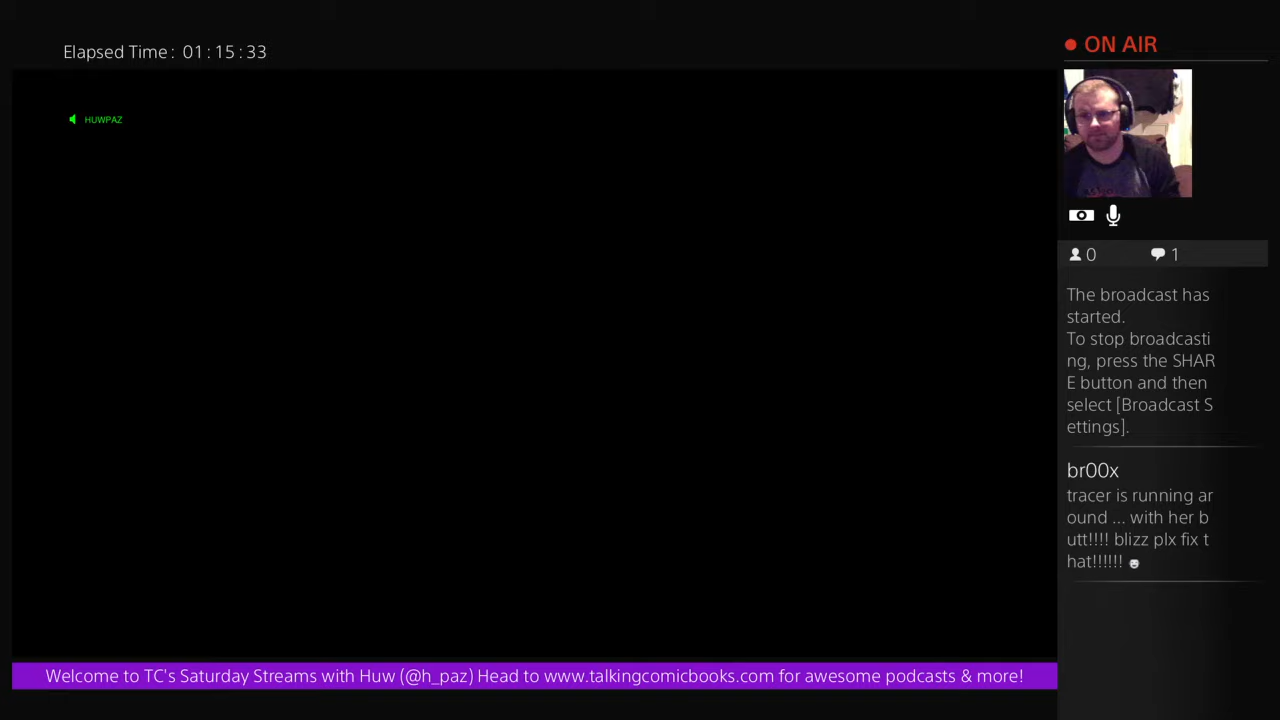 Elapsed Time: 01:15:33
ON AIR
HUWPAZ
0
1
The broadcast has
started.
To stop broadcasti
ng, press the SHAR
E button and then
select [Broadcast S
ettings].
br00x
tracer is running ar
ound ... with her b
utt!!!! blizz plx fix t
hat!!!!!!
Welcome to TC's Saturday Streams with Huw (@h_paz) Head to www.talkingcomicbooks.com for awesome podcasts & more!